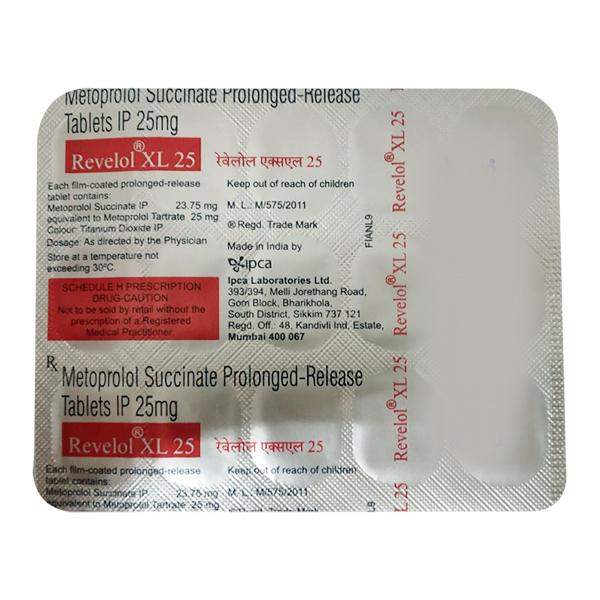 Metoprolol Succinate Prolonged-Release
Tablets IP 25mg
Revelol® XL 25 रेवेलोल एक्सएल 25
Each film-coated prolonged-release
tablet contains:
Metoprolol Succinate IP 23.75 mg
equivalent to Metoprolol Tartrate 25 mg
Colour: Titanium Dioxide IP
Dosage: As directed by the Physician
Store at a temperature not
exceeding 30°C.
SCHEDULE H PRESCRIPTION
DRUG-CAUTION
Not to be sold by retail without the
prescription of a Registered
Medical Practitioner.
Keep out of reach of children
M. L.: M/575/2011
® Regd. Trade Mark
Made in India by
ipca
Ipca Laboratories Ltd.
393/394, Melli Jorethang Road,
Gom Block, Bharikhola,
South District, Sikkim 737 121
Regd. Off.: 48, Kandivli Ind. Estate,
Mumbai 400 067
FIANL9
Revelol® XL 25
Revelol® XL 25
Revelol® XL 25
L 25
L9
Rx Metoprolol Succinate Prolonged-Release
Tablets IP 25mg
Revelol® XL 25 रेवेलोल एक्सएल 25
Each film-coated prolonged-release
tablet contains:
Metoprolol Succinate IP 23.75 mg
equivalent to Metoprolol Tartrate 25 mg
Keep out of reach of children
M. L.: M/575/2011
® Regd. Trade Mark